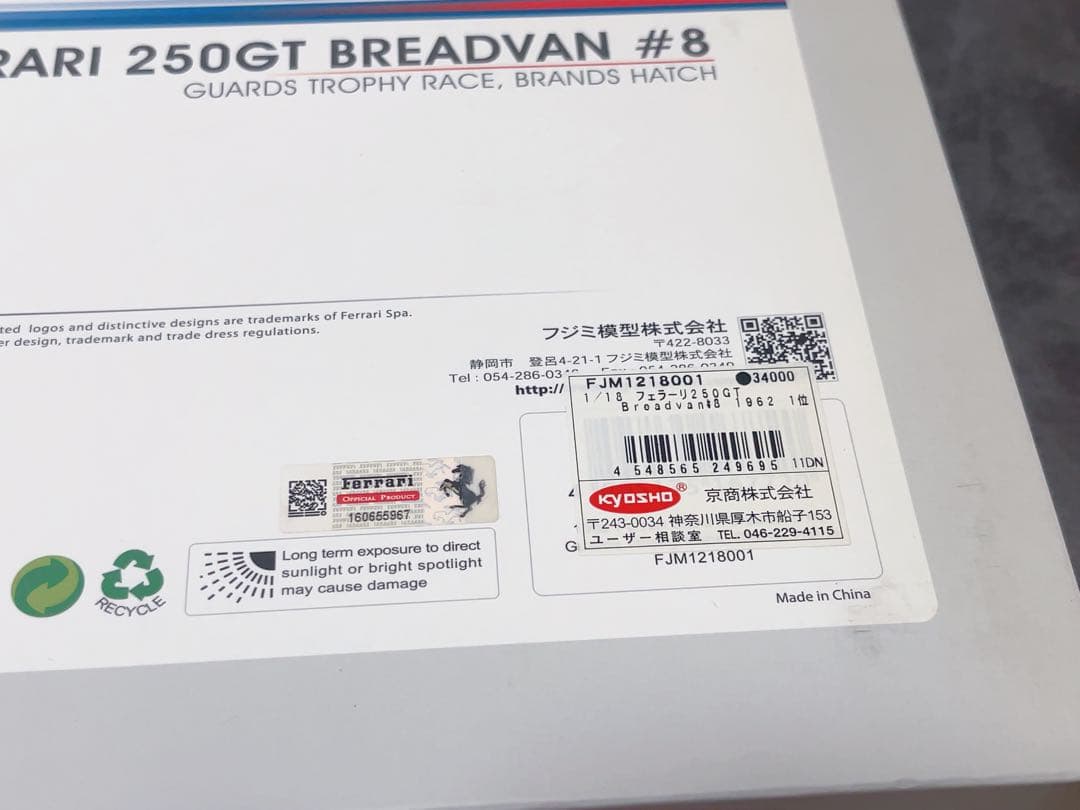 RARI 250GT BREADVAN #8
GUARDS TROPHY RACE, BRANDS HATCH
ted logos and distinctive designs are trademarks of Ferrari Spa.
er design, trademark and trade dress regulations.
フジミ模型株式会社
〒422-8033
静岡市 登呂4-21-1 フジミ模型株式会社
Tel : 054-286-034
http://
FJM1218001 ●34000
1/18 フェラーリ250GT
Breadvan#8 1962 1位
4 548565 249695 11DN
KYOSHO® 京商株式会社
〒243-0034 神奈川県厚木市船子153
ユーザー相談室 TEL. 046-229-4115
FJM1218001
Ferrari
OFFICIAL PRODUCT
160655967
Long term exposure to direct
sunlight or bright spotlight
may cause damage
RECYCLE
Made in China